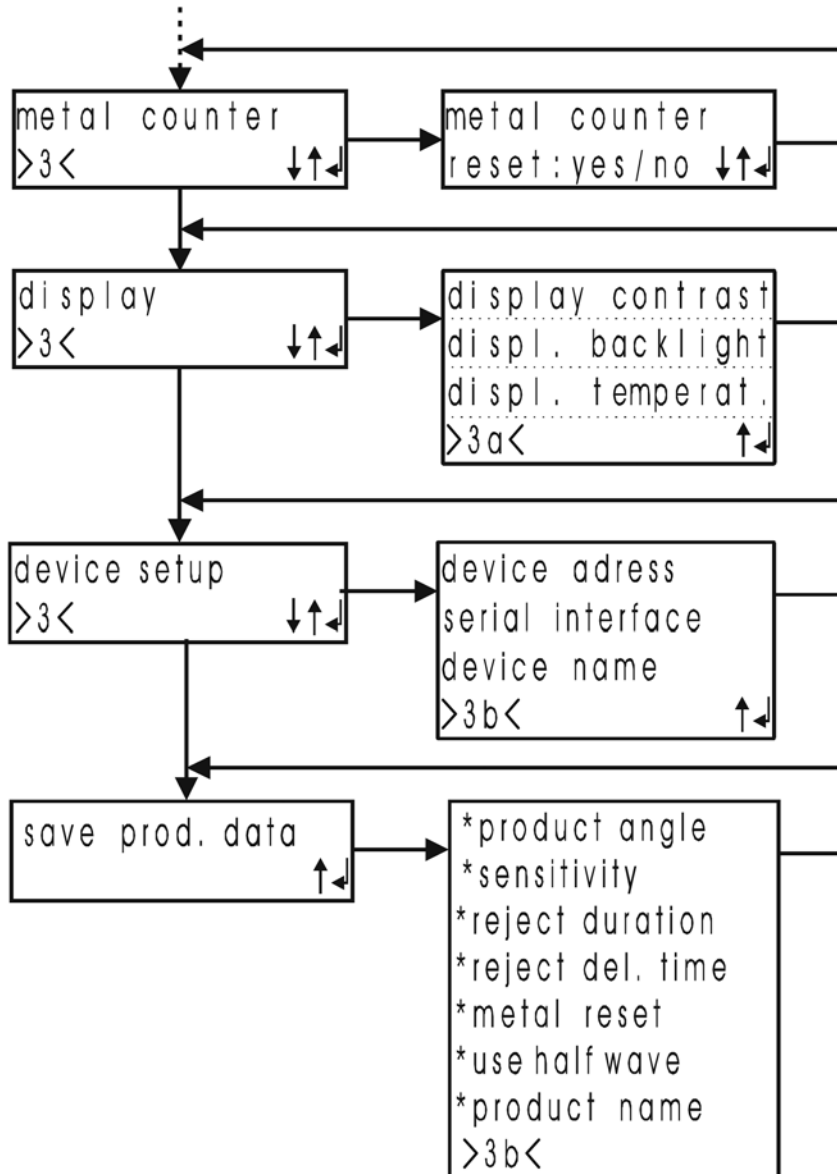 metal counter
>3< ↓↑↲
metal counter
reset:yes/no ↓↑↲
display
>3< ↓↑↲
display contrast
displ. backlight
displ. temperat.
>3a< ↑↲
device setup
>3< ↓↑↲
device adress
serial interface
device name
>3b< ↑↲
save prod. data
↑↲
*product angle
*sensitivity
*reject duration
*reject del. time
*metal reset
*use half wave
*product name
>3b<